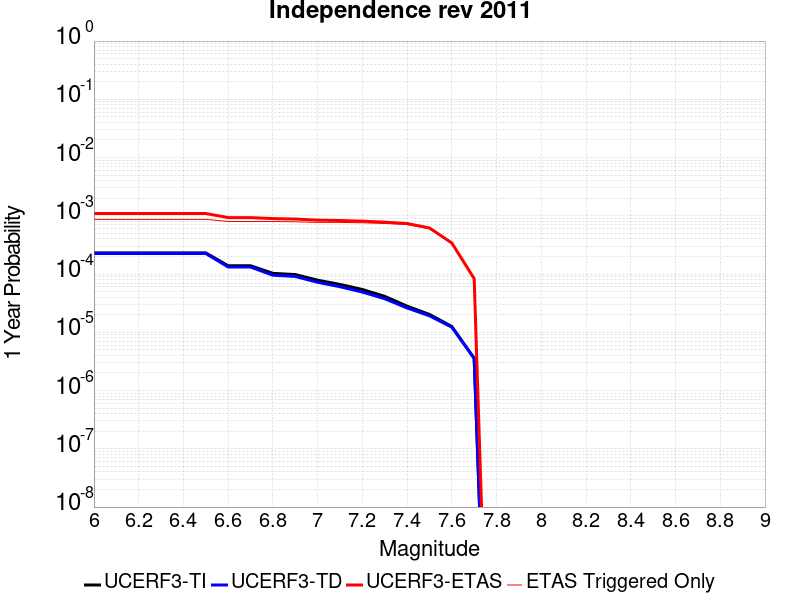 Independence rev 2011
1 Year Probability
10^0
10^-1
10^-2
10^-3
10^-4
10^-5
10^-6
10^-7
10^-8
6 6.2 6.4 6.6 6.8 7 7.2 7.4 7.6 7.8 8 8.2 8.4 8.6 8.8 9
Magnitude
UCERF3-TI UCERF3-TD UCERF3-ETAS ETAS Triggered Only